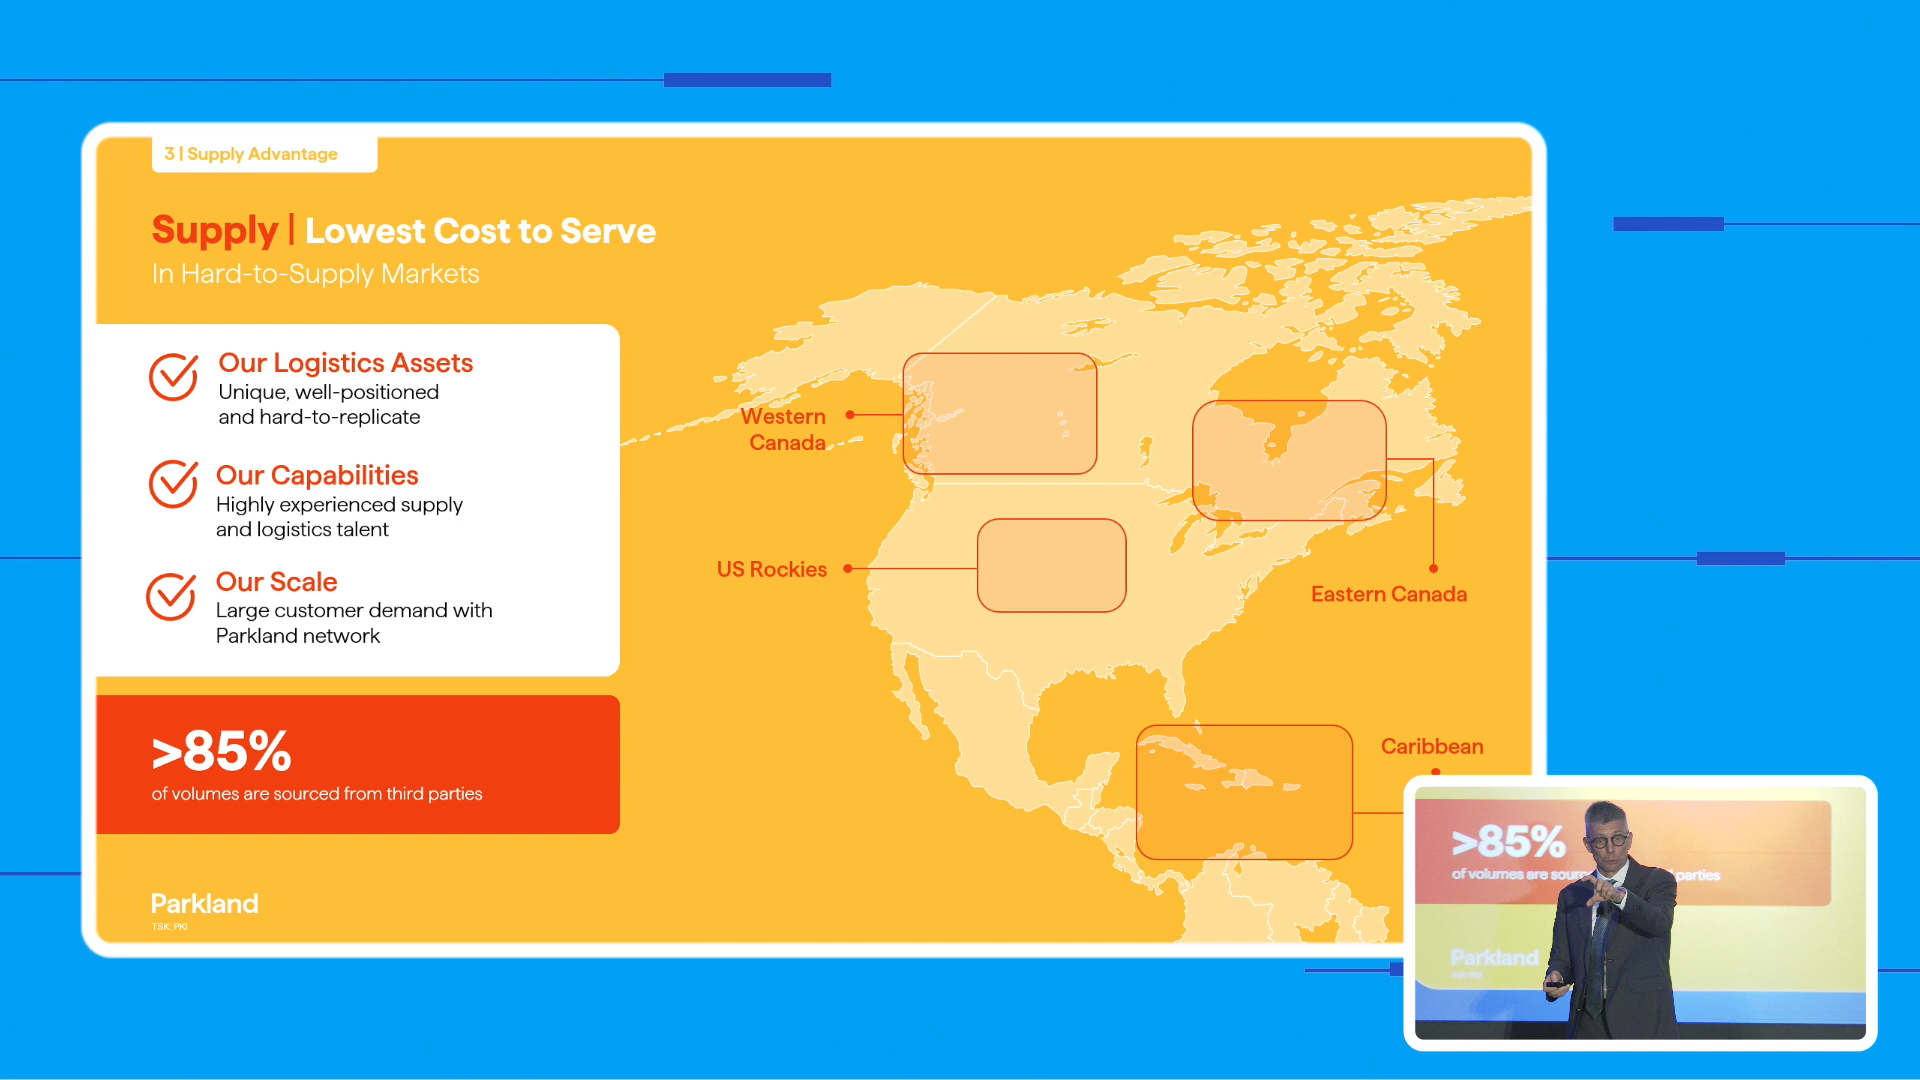 3 | Supply Advantage
Supply | Lowest Cost to Serve
In Hard-to-Supply Markets
Our Logistics Assets
Unique, well-positioned
and hard-to-replicate
Our Capabilities
Highly experienced supply
and logistics talent
Our Scale
Large customer demand with
Parkland network
>85%
of volumes are sourced from third parties
Parkland
TSX: PKI
Western
Canada
US Rockies
Eastern Canada
Caribbean
>85%
of volumes are parties
Parkland